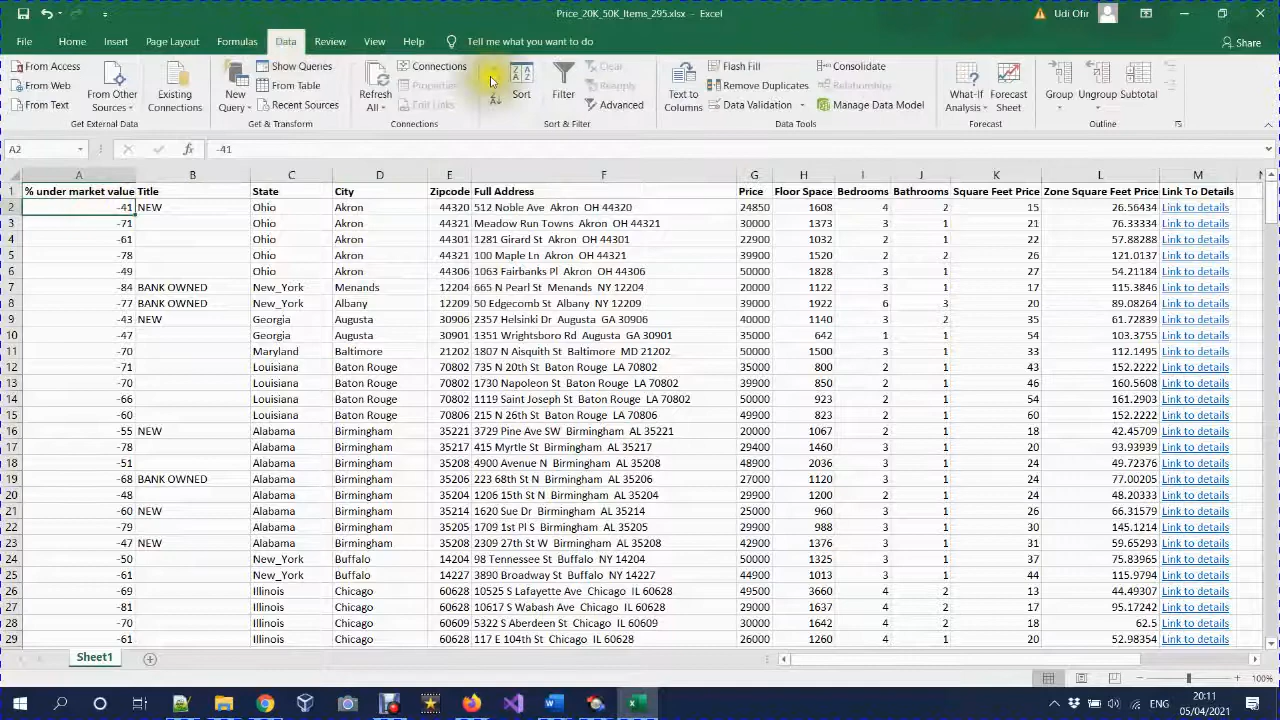 Price_20K_50K_Items_295.xlsx - Excel
Udi Ofir
File Home Insert Page Layout Formulas Data Review View Help Tell me what you want to do Share
From Access
From Web
From Text
From Other Sources
Get External Data
Existing Connections
New Query
Show Queries
From Table
Recent Sources
Get & Transform
Refresh All
Connections
Properties
Edit Links
Connections
Sort
Filter
Clear
Reapply
Advanced
Sort & Filter
Text to Columns
Flash Fill
Remove Duplicates
Data Validation
Consolidate
Relationships
Manage Data Model
Data Tools
What-If Analysis
Forecast Sheet
Forecast
Group
Ungroup
Subtotal
Outline
A2 fx -41
A B C D E F G H I J K L M N
1 % under market value Title State City Zipcode Full Address Price Floor Space Bedrooms Bathrooms Square Feet Price Zone Square Feet Price Link To Details
2 -41 NEW Ohio Akron 44320 512 Noble Ave Akron OH 44320 24850 1608 4 2 15 26.56434 Link to details
3 -71 Ohio Akron 44321 Meadow Run Towns Akron OH 44321 30000 1373 3 1 21 76.33334 Link to details
4 -61 Ohio Akron 44301 1281 Girard St Akron OH 44301 22900 1032 2 1 22 57.88288 Link to details
5 -78 Ohio Akron 44321 100 Maple Ln Akron OH 44321 39900 1520 2 2 26 121.0137 Link to details
6 -49 Ohio Akron 44306 1063 Fairbanks Pl Akron OH 44306 50000 1828 3 1 27 54.21184 Link to details
7 -84 BANK OWNED New_York Menands 12204 665 N Pearl St Menands NY 12204 20000 1122 3 1 17 115.3846 Link to details
8 -77 BANK OWNED New_York Albany 12209 50 Edgecomb St Albany NY 12209 39000 1922 6 3 20 89.08264 Link to details
9 -43 NEW Georgia Augusta 30906 2357 Helsinki Dr Augusta GA 30906 40000 1140 3 2 35 61.72839 Link to details
10 -47 Georgia Augusta 30901 1351 Wrightsboro Rd Augusta GA 30901 35000 642 1 1 54 103.3755 Link to details
11 -70 Maryland Baltimore 21202 1807 N Aisquith St Baltimore MD 21202 50000 1500 3 1 33 112.1495 Link to details
12 -71 Louisiana Baton Rouge 70802 735 N 20th St Baton Rouge LA 70802 35000 800 2 1 43 152.2222 Link to details
13 -70 Louisiana Baton Rouge 70802 1730 Napoleon St Baton Rouge LA 70802 39900 850 2 1 46 160.5608 Link to details
14 -66 Louisiana Baton Rouge 70802 1119 Saint Joseph St Baton Rouge LA 70802 50000 923 2 1 54 161.2903 Link to details
15 -60 Louisiana Baton Rouge 70806 215 N 26th St Baton Rouge LA 70806 49900 823 2 1 60 152.2222 Link to details
16 -55 NEW Alabama Birmingham 35221 3729 Pine Ave SW Birmingham AL 35221 20000 1067 2 1 18 42.45709 Link to details
17 -78 Alabama Birmingham 35217 415 Myrtle St Birmingham AL 35217 29400 1460 3 1 20 93.93939 Link to details
18 -51 Alabama Birmingham 35208 4900 Avenue N Birmingham AL 35208 48900 2036 3 1 24 49.72376 Link to details
19 -68 BANK OWNED Alabama Birmingham 35206 223 68th St N Birmingham AL 35206 27000 1120 3 1 24 77.00205 Link to details
20 -48 Alabama Birmingham 35204 1206 15th St N Birmingham AL 35204 29900 1200 2 1 24 48.20333 Link to details
21 -60 NEW Alabama Birmingham 35214 1620 Sue Dr Birmingham AL 35214 25000 960 3 1 26 66.31579 Link to details
22 -79 Alabama Birmingham 35205 1709 1st Pl S Birmingham AL 35205 29900 988 3 1 30 145.1214 Link to details
23 -47 NEW Alabama Birmingham 35208 2309 27th St W Birmingham AL 35208 42900 1376 3 1 31 59.65293 Link to details
24 -50 New_York Buffalo 14204 98 Tennessee St Buffalo NY 14204 50000 1325 3 1 37 75.83965 Link to details
25 -61 New_York Buffalo 14227 3890 Broadway St Buffalo NY 14227 44900 1013 3 1 44 115.9794 Link to details
26 -69 Illinois Chicago 60628 10525 S Lafayette Ave Chicago IL 60628 49500 3660 4 2 13 44.49307 Link to details
27 -81 Illinois Chicago 60628 10617 S Wabash Ave Chicago IL 60628 29000 1637 4 2 17 95.17242 Link to details
28 -70 Illinois Chicago 60609 5322 S Aberdeen St Chicago IL 60609 30000 1642 4 2 18 62.5 Link to details
29 -61 Illinois Chicago 60628 117 E 104th St Chicago IL 60628 26000 1260 4 1 20 52.98354 Link to details
Sheet1
100%
ENG
20:11
05/04/2021